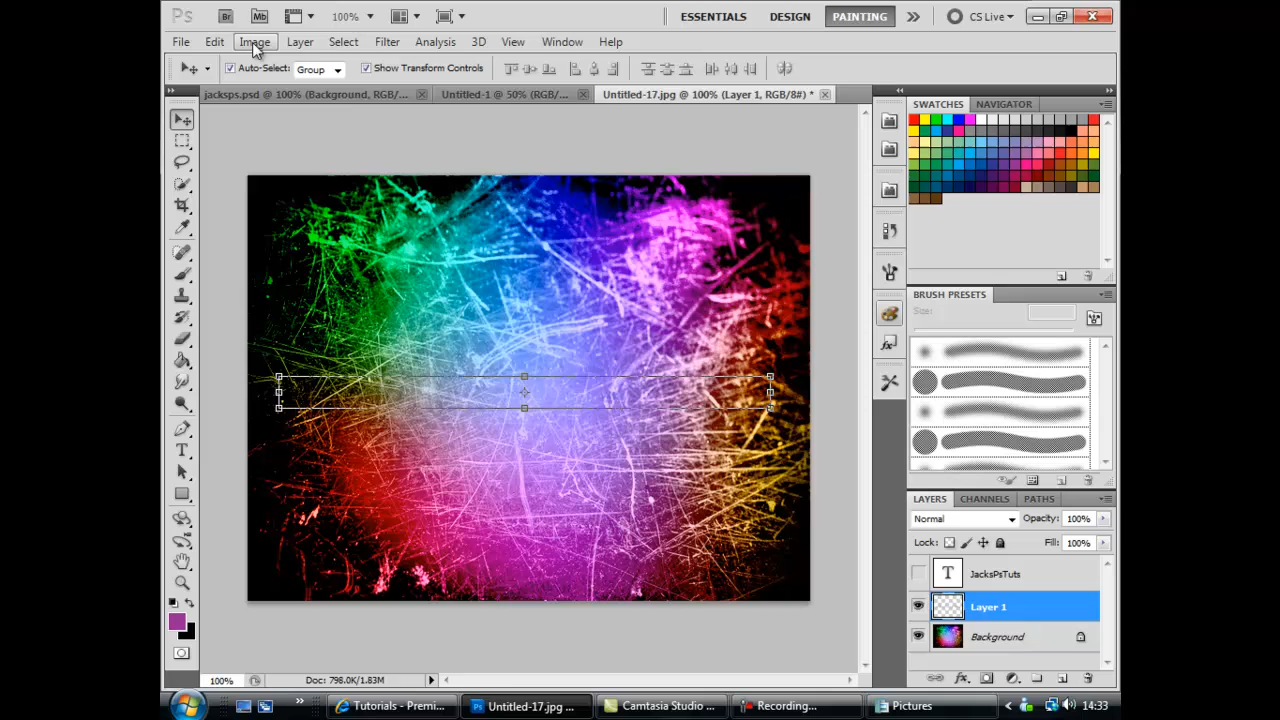 Ps Br Mb 100% ESSENTIALS DESIGN PAINTING CS Live
File Edit Image Layer Select Filter Analysis 3D View Window Help
Auto-Select: Group Show Transform Controls
jacksps.psd @ 100% (Background, RGB/... Untitled-1 @ 50% (RGB/... Untitled-17.jpg @ 100% (Layer 1, RGB/8#) *
SWATCHES NAVIGATOR
BRUSH PRESETS
Size:
LAYERS CHANNELS PATHS
Normal Opacity: 100%
Lock: Fill: 100%
T JacksPsTuts
Layer 1
Background
100% Doc: 798.0K/1.83M
Tutorials - Premi... Untitled-17.jpg ... Camtasia Studio ... Recording... Pictures 14:33